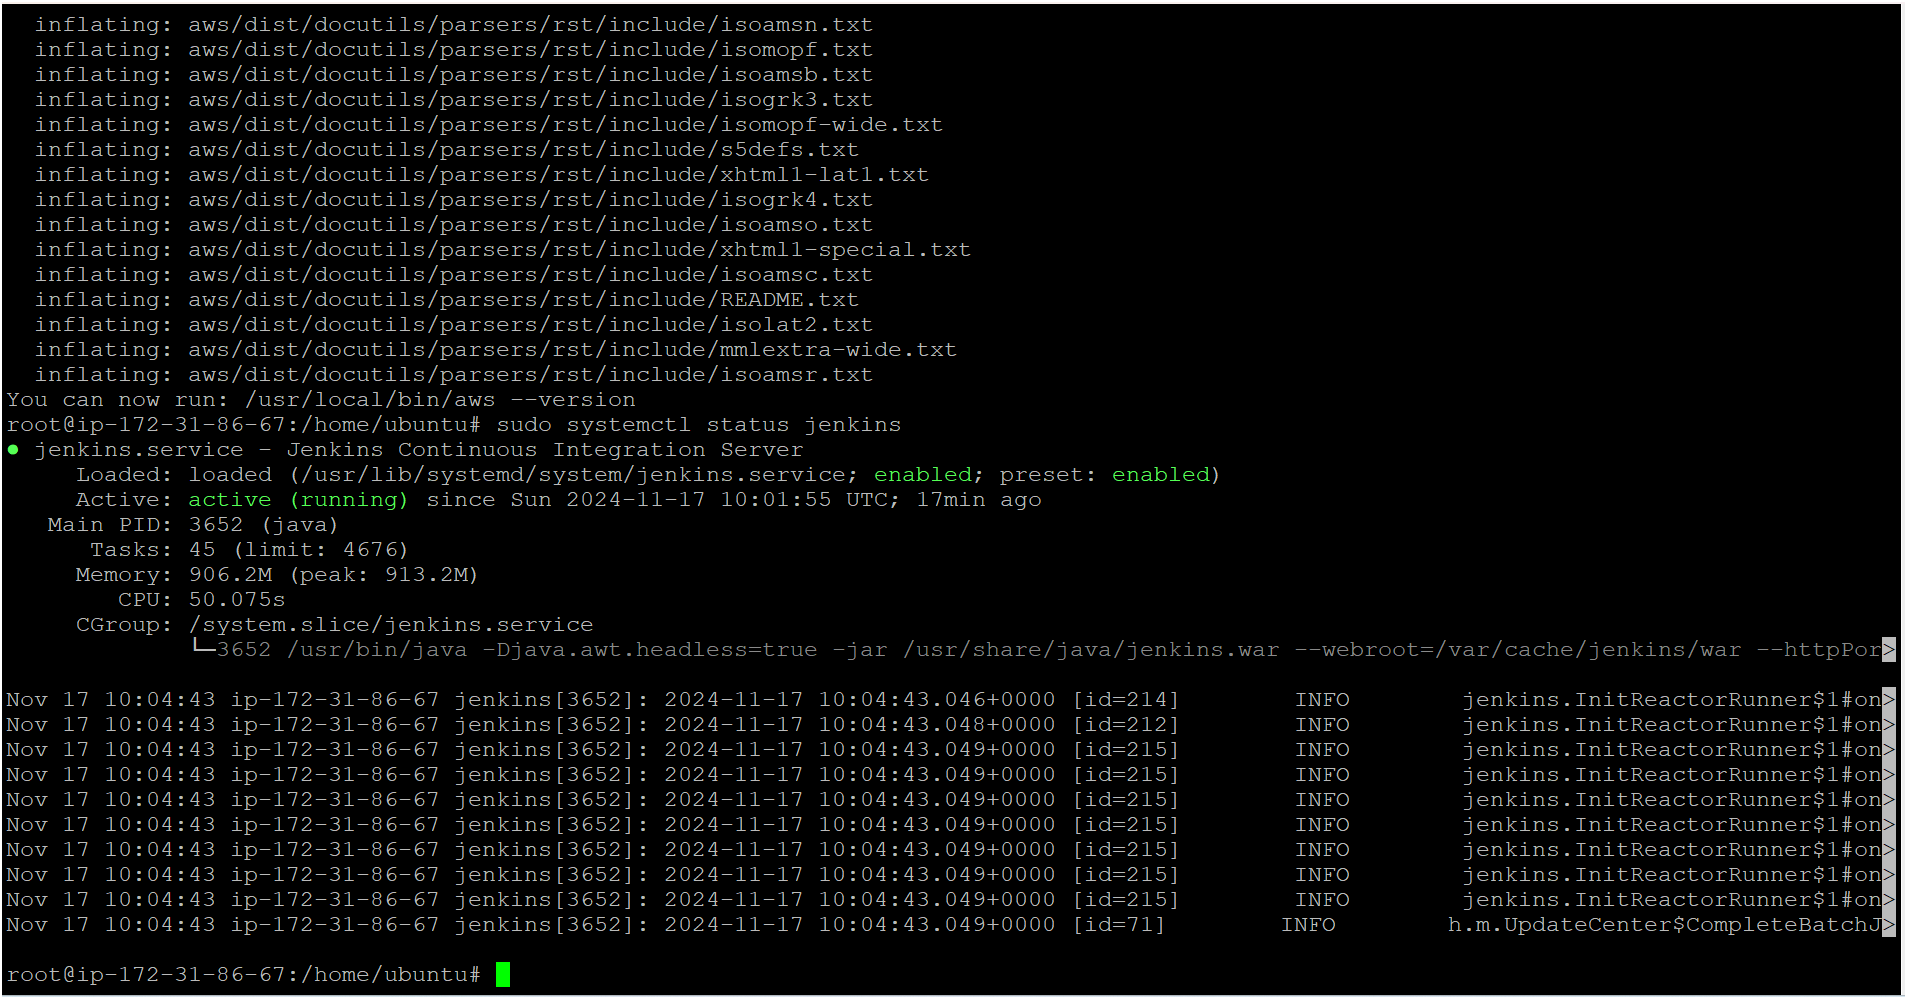 inflating: aws/dist/docutils/parsers/rst/include/isoamsn.txt
inflating: aws/dist/docutils/parsers/rst/include/isomopf.txt
inflating: aws/dist/docutils/parsers/rst/include/isoamsb.txt
inflating: aws/dist/docutils/parsers/rst/include/isogrk3.txt
inflating: aws/dist/docutils/parsers/rst/include/isomopf-wide.txt
inflating: aws/dist/docutils/parsers/rst/include/s5defs.txt
inflating: aws/dist/docutils/parsers/rst/include/xhtml1-lat1.txt
inflating: aws/dist/docutils/parsers/rst/include/isogrk4.txt
inflating: aws/dist/docutils/parsers/rst/include/isoamso.txt
inflating: aws/dist/docutils/parsers/rst/include/xhtml1-special.txt
inflating: aws/dist/docutils/parsers/rst/include/isoamsc.txt
inflating: aws/dist/docutils/parsers/rst/include/README.txt
inflating: aws/dist/docutils/parsers/rst/include/isolat2.txt
inflating: aws/dist/docutils/parsers/rst/include/mmlextra-wide.txt
inflating: aws/dist/docutils/parsers/rst/include/isoamsr.txt
You can now run: /usr/local/bin/aws --version
root@ip-172-31-86-67:/home/ubuntu# sudo systemctl status jenkins
● jenkins.service - Jenkins Continuous Integration Server
Loaded: loaded (/usr/lib/systemd/system/jenkins.service; enabled; preset: enabled)
Active: active (running) since Sun 2024-11-17 10:01:55 UTC; 17min ago
Main PID: 3652 (java)
Tasks: 45 (limit: 4676)
Memory: 906.2M (peak: 913.2M)
CPU: 50.075s
CGroup: /system.slice/jenkins.service
└─3652 /usr/bin/java -Djava.awt.headless=true -jar /usr/share/java/jenkins.war --webroot=/var/cache/jenkins/war --httpPor>
Nov 17 10:04:43 ip-172-31-86-67 jenkins[3652]: 2024-11-17 10:04:43.046+0000 [id=214] INFO jenkins.InitReactorRunner$1#on>
Nov 17 10:04:43 ip-172-31-86-67 jenkins[3652]: 2024-11-17 10:04:43.048+0000 [id=212] INFO jenkins.InitReactorRunner$1#on>
Nov 17 10:04:43 ip-172-31-86-67 jenkins[3652]: 2024-11-17 10:04:43.049+0000 [id=215] INFO jenkins.InitReactorRunner$1#on>
Nov 17 10:04:43 ip-172-31-86-67 jenkins[3652]: 2024-11-17 10:04:43.049+0000 [id=215] INFO jenkins.InitReactorRunner$1#on>
Nov 17 10:04:43 ip-172-31-86-67 jenkins[3652]: 2024-11-17 10:04:43.049+0000 [id=215] INFO jenkins.InitReactorRunner$1#on>
Nov 17 10:04:43 ip-172-31-86-67 jenkins[3652]: 2024-11-17 10:04:43.049+0000 [id=215] INFO jenkins.InitReactorRunner$1#on>
Nov 17 10:04:43 ip-172-31-86-67 jenkins[3652]: 2024-11-17 10:04:43.049+0000 [id=215] INFO jenkins.InitReactorRunner$1#on>
Nov 17 10:04:43 ip-172-31-86-67 jenkins[3652]: 2024-11-17 10:04:43.049+0000 [id=215] INFO jenkins.InitReactorRunner$1#on>
Nov 17 10:04:43 ip-172-31-86-67 jenkins[3652]: 2024-11-17 10:04:43.049+0000 [id=215] INFO jenkins.InitReactorRunner$1#on>
Nov 17 10:04:43 ip-172-31-86-67 jenkins[3652]: 2024-11-17 10:04:43.049+0000 [id=71] INFO h.m.UpdateCenter$CompleteBatchJ>
root@ip-172-31-86-67:/home/ubuntu#